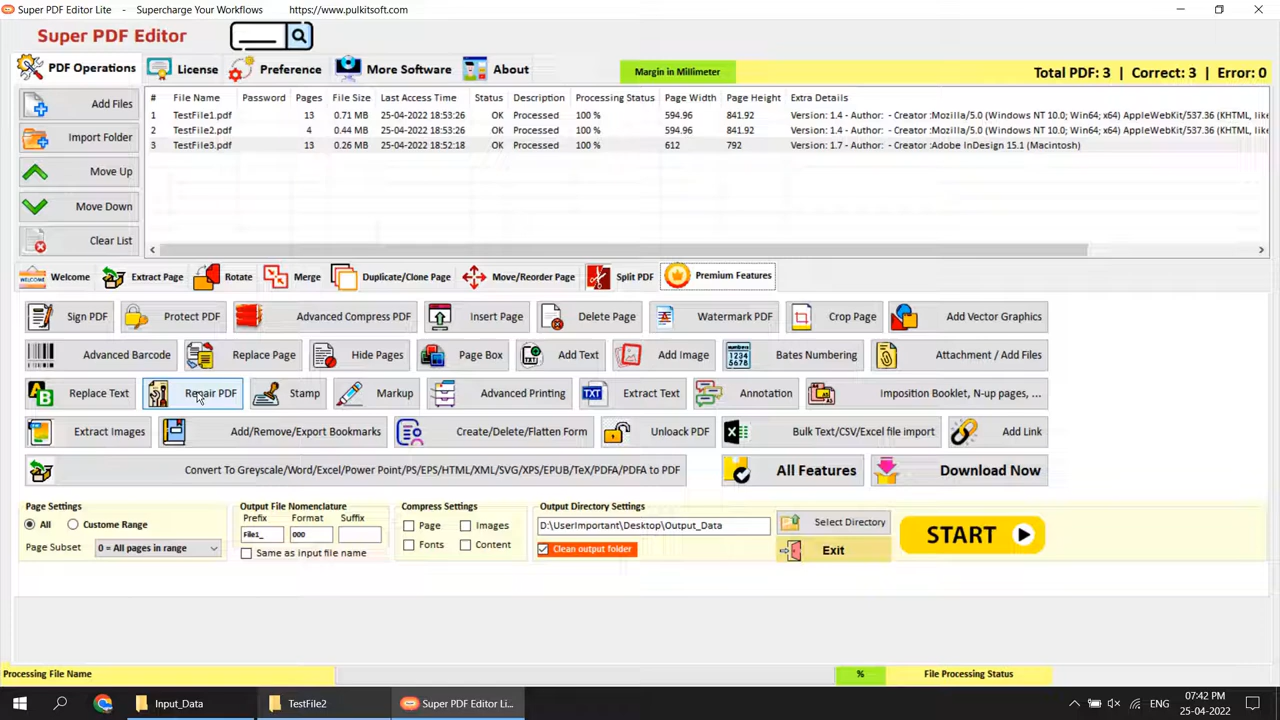 Super PDF Editor Lite - Supercharge Your Workflows https://www.pulkitsoft.com
Super PDF Editor
PDF Operations License Preference More Software About
Margin in Millimeter
Total PDF: 3 | Correct: 3 | Error: 0
Add Files
Import Folder
Move Up
Move Down
Clear List
# File Name Password Pages File Size Last Access Time Status Description Processing Status Page Width Page Height Extra Details
1 TestFile1.pdf 13 0.71 MB 25-04-2022 18:53:26 OK Processed 100 % 594.96 841.92 Version: 1.4 - Author: - Creator :Mozilla/5.0 (Windows NT 10.0; Win64; x64) AppleWebKit/537.36 (KHTML, like
2 TestFile2.pdf 4 0.44 MB 25-04-2022 18:53:26 OK Processed 100 % 594.96 841.92 Version: 1.4 - Author: - Creator :Mozilla/5.0 (Windows NT 10.0; Win64; x64) AppleWebKit/537.36 (KHTML, like
3 TestFile3.pdf 13 0.26 MB 25-04-2022 18:52:18 OK Processed 100 % 612 792 Version: 1.7 - Author: - Creator :Adobe InDesign 15.1 (Macintosh)
Welcome Extract Page Rotate Merge Duplicate/Clone Page Move/Reorder Page Split PDF Premium Features
Sign PDF Protect PDF Advanced Compress PDF Insert Page Delete Page Watermark PDF Crop Page Add Vector Graphics
Advanced Barcode Replace Page Hide Pages Page Box Add Text Add Image Bates Numbering Attachment / Add Files
Replace Text Repair PDF Stamp Markup Advanced Printing Extract Text Annotation Imposition Booklet, N-up pages, ...
Extract Images Add/Remove/Export Bookmarks Create/Delete/Flatten Form Unloack PDF Bulk Text/CSV/Excel file import Add Link
Convert To Greyscale/Word/Excel/Power Point/PS/EPS/HTML/XML/SVG/XPS/EPUB/TeX/PDFA/PDFA to PDF All Features Download Now
Page Settings
All Custome Range
Page Subset 0 = All pages in range
Output File Nomenclature
Prefix Format Suffix
File1_ 000
Same as input file name
Compress Settings
Page Images
Fonts Content
Output Directory Settings
D:\UserImportant\Desktop\Output_Data
Clean output folder
Select Directory
Exit
START
Processing File Name % File Processing Status
Input_Data TestFile2 Super PDF Editor Li... ENG 07:42 PM
25-04-2022